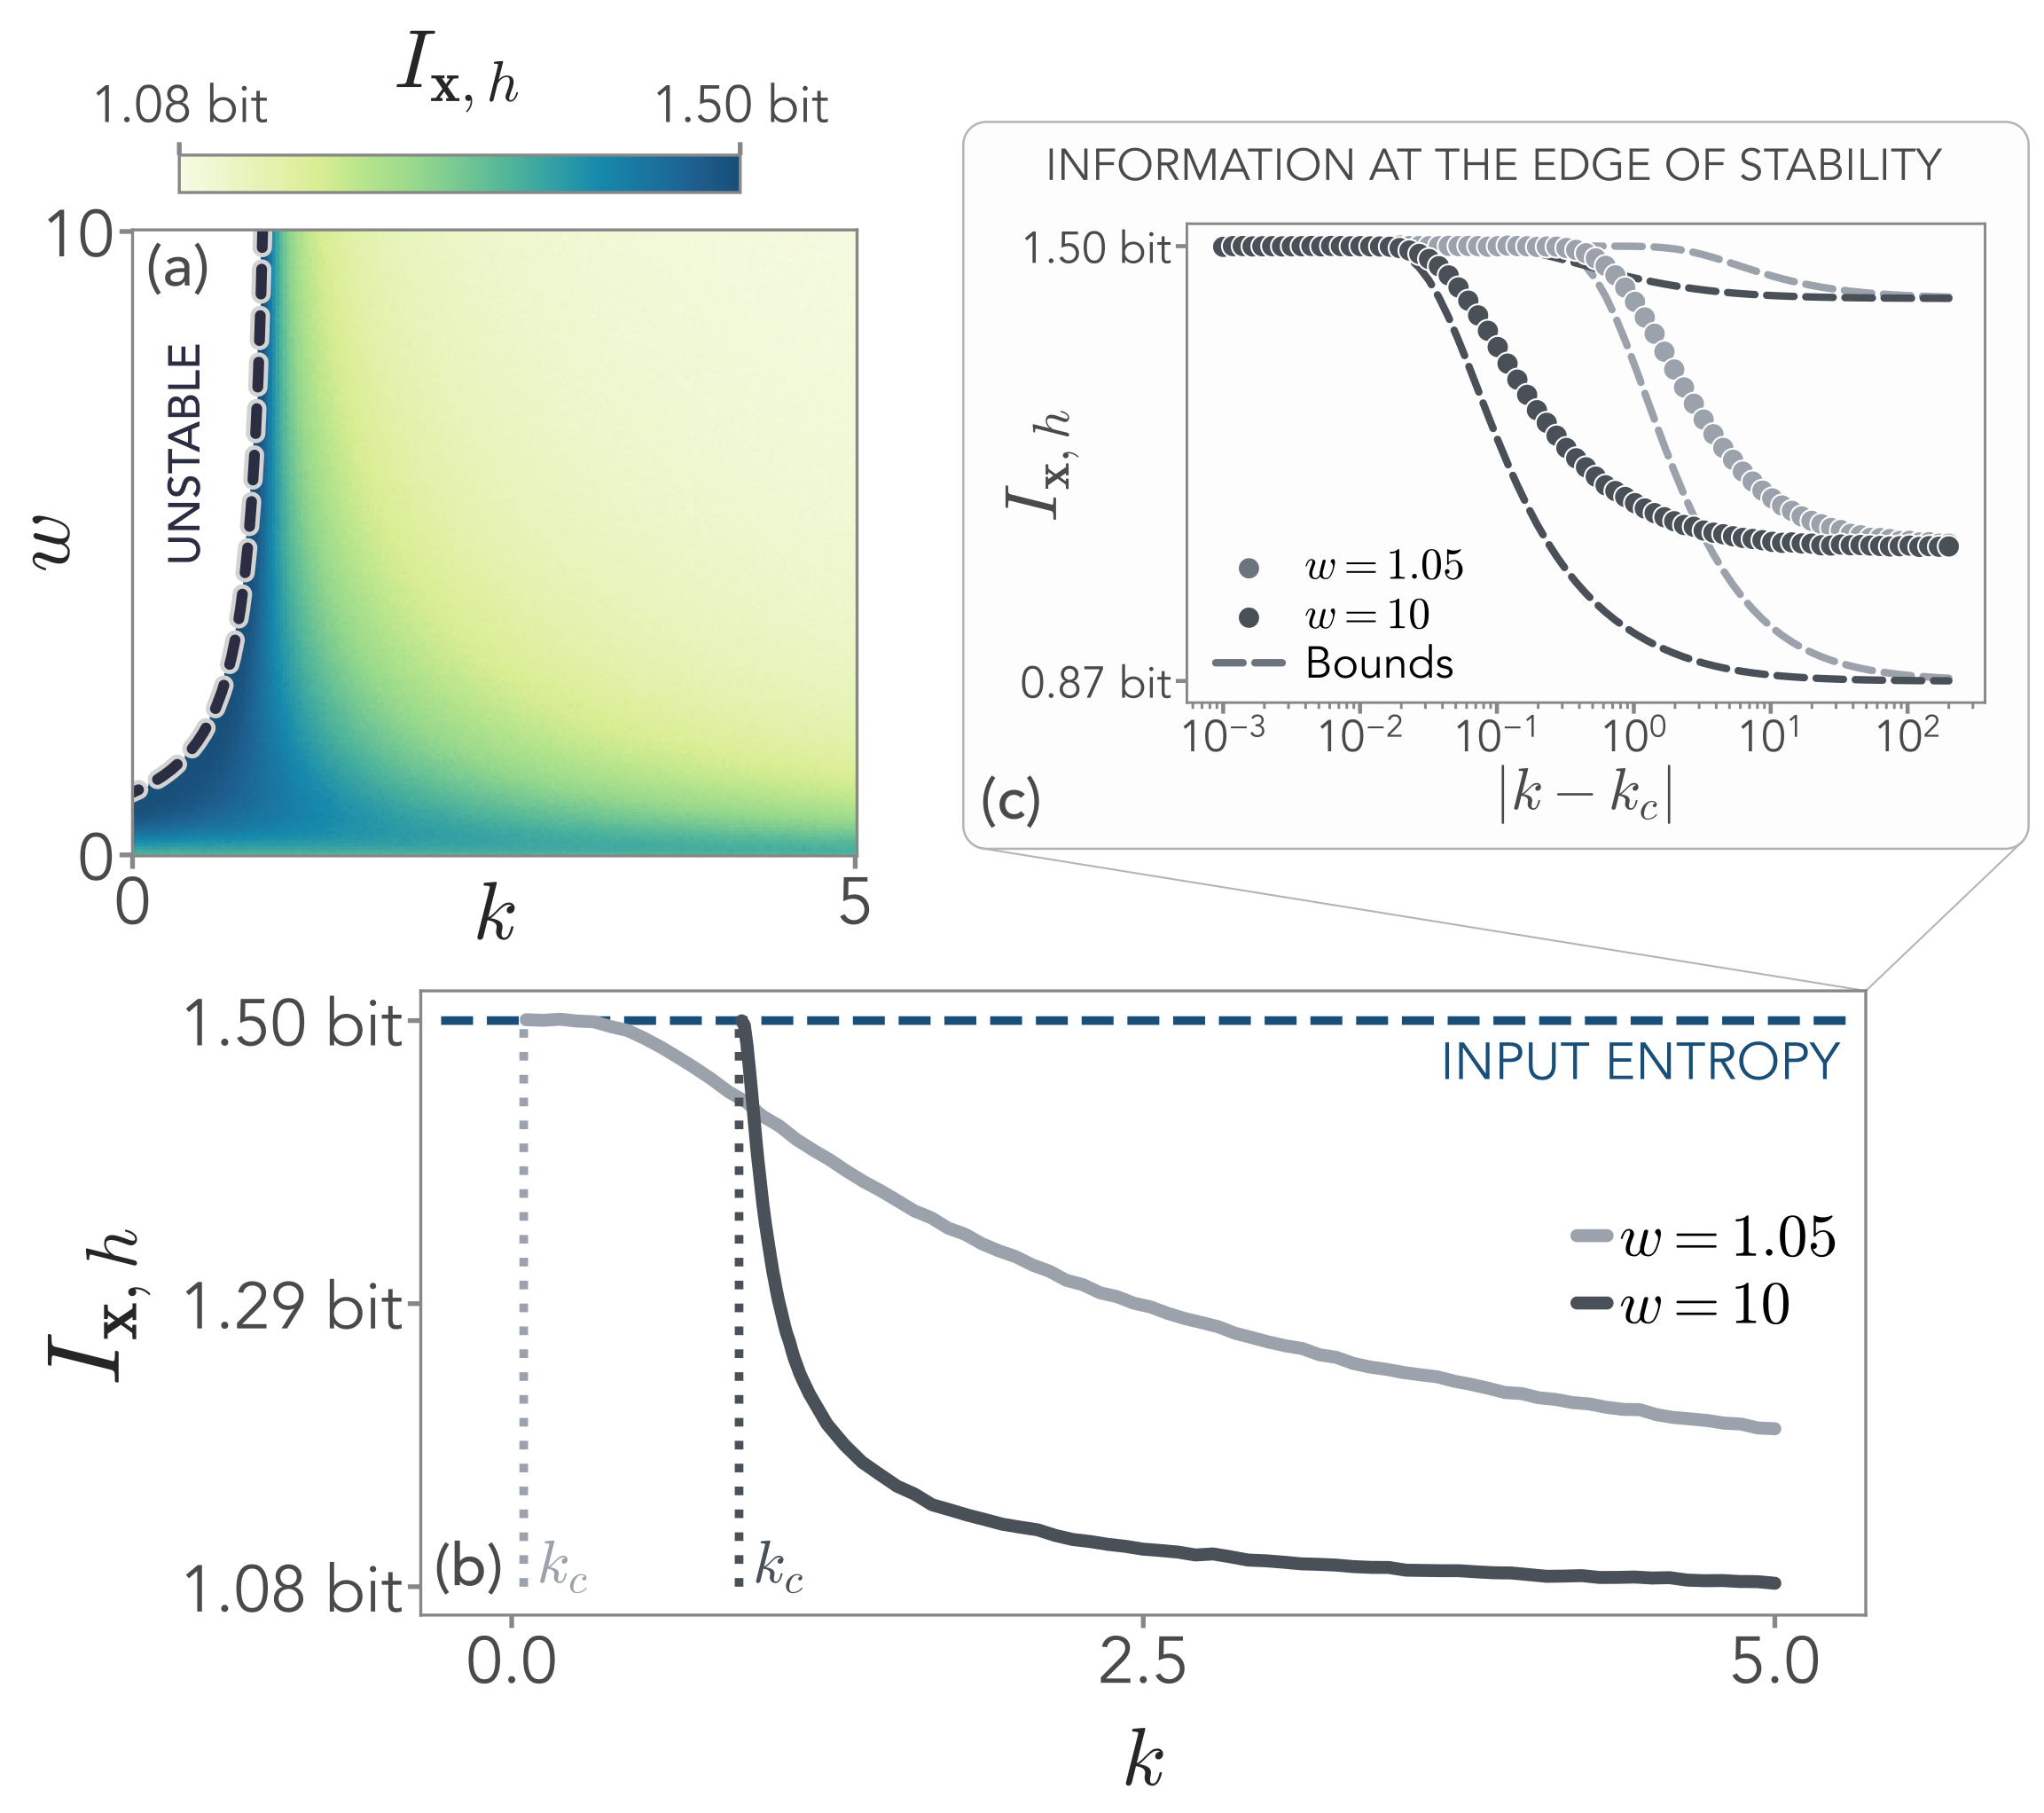 I_{x, h}
1.08 bit 1.50 bit
10
(a)
UNSTABLE
w
0
0 5
k
INFORMATION AT THE EDGE OF STABILITY
1.50 bit
I_{x, h}
w = 1.05
w = 10
Bounds
0.87 bit
10^{−3} 10^{−2} 10^{−1} 10^{0} 10^{1} 10^{2}
(c)
|k − k_c|
1.50 bit
INPUT ENTROPY
I_{x, h}
1.29 bit
w = 1.05
w = 10
1.08 bit
(b) k_c k_c
0.0 2.5 5.0
k